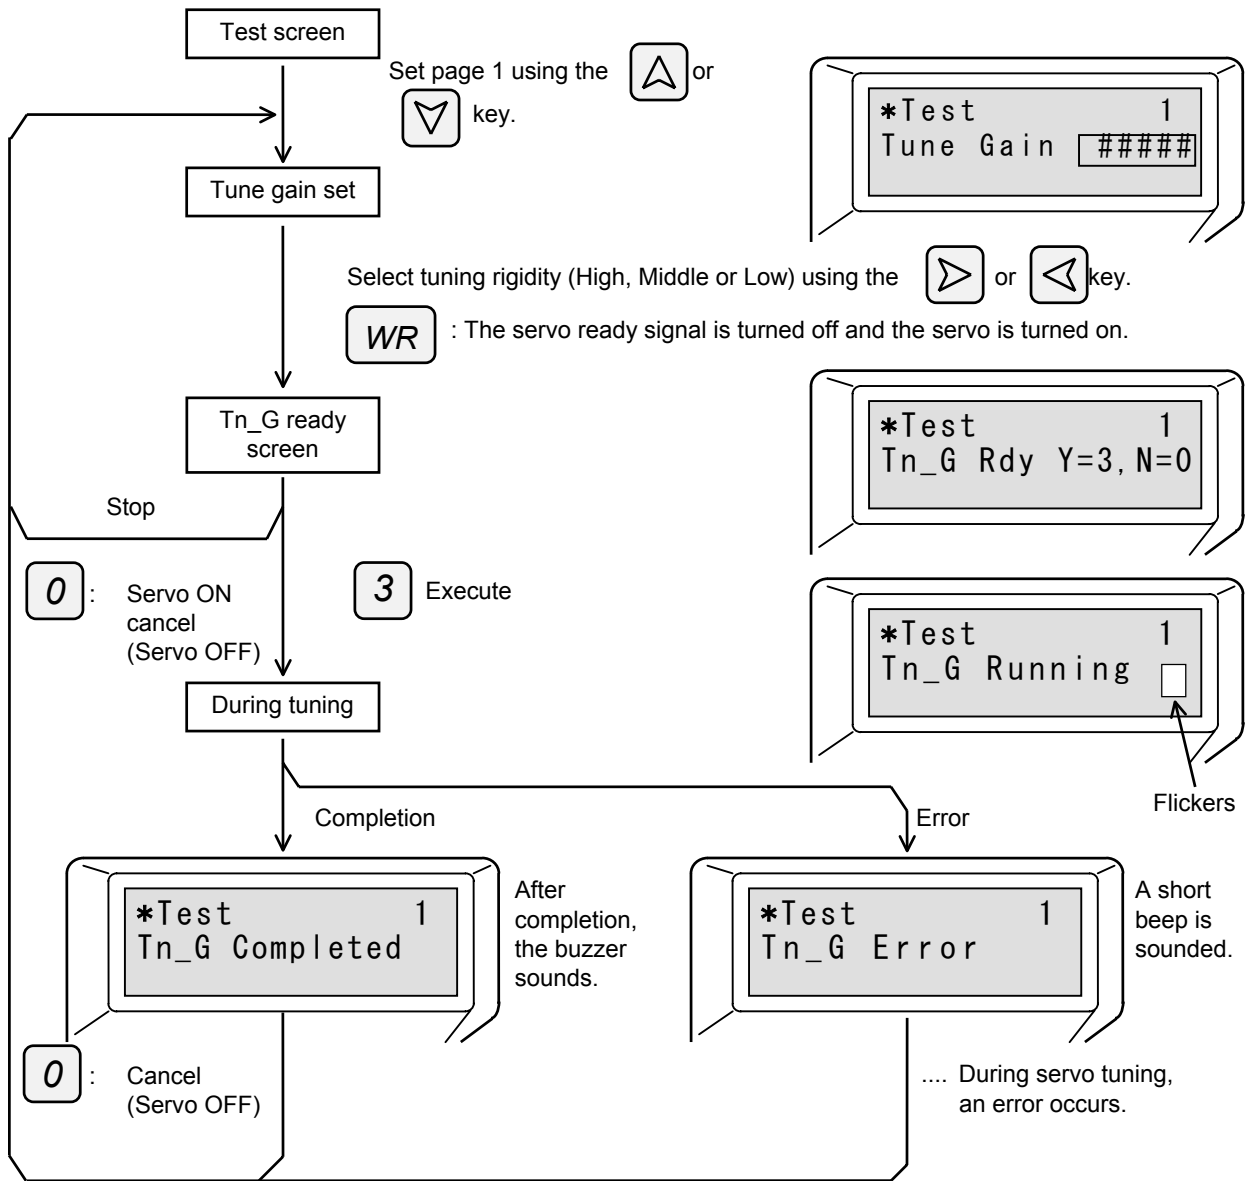 Test screen
Set page 1 using the or
key.
*Test 1
Tune Gain #####
Tune gain set
Select tuning rigidity (High, Middle or Low) using the or key.
WR : The servo ready signal is turned off and the servo is turned on.
Tn_G ready
screen
*Test 1
Tn_G Rdy Y=3,N=0
Stop
0 : Servo ON
cancel
(Servo OFF)
3 Execute
*Test 1
Tn_G Running
Flickers
During tuning
Completion
Error
*Test 1
Tn_G Completed
After
completion,
the buzzer
sounds.
*Test 1
Tn_G Error
A short
beep is
sounded.
0 : Cancel
(Servo OFF)
.... During servo tuning,
an error occurs.